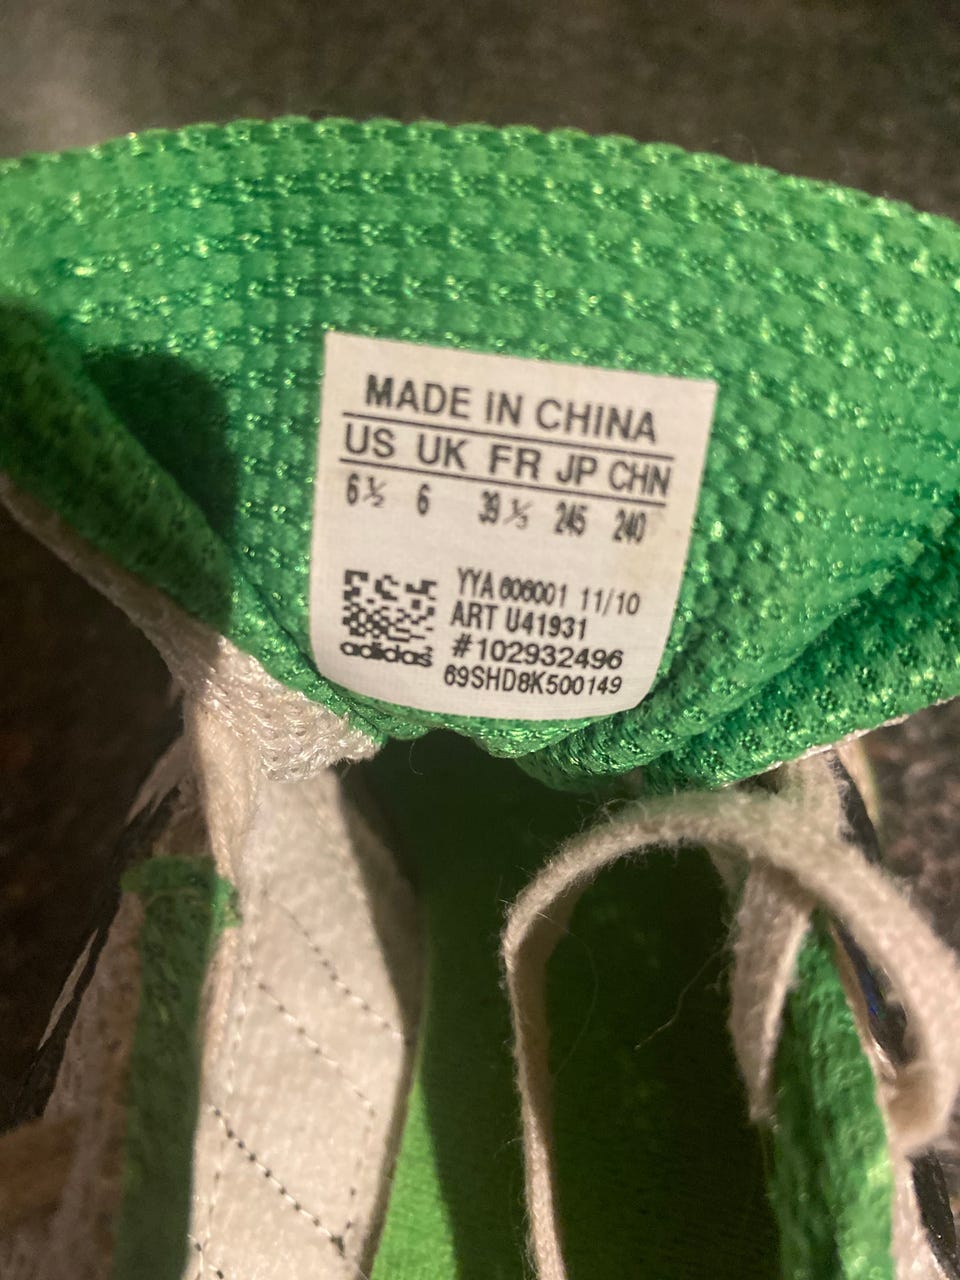 MADE IN CHINA
US UK FR JP CHN
6½ 6 39⅓ 245 240
YYA 606001 11/10
ART U41931
#102932496
adidas
69SHD8K500149